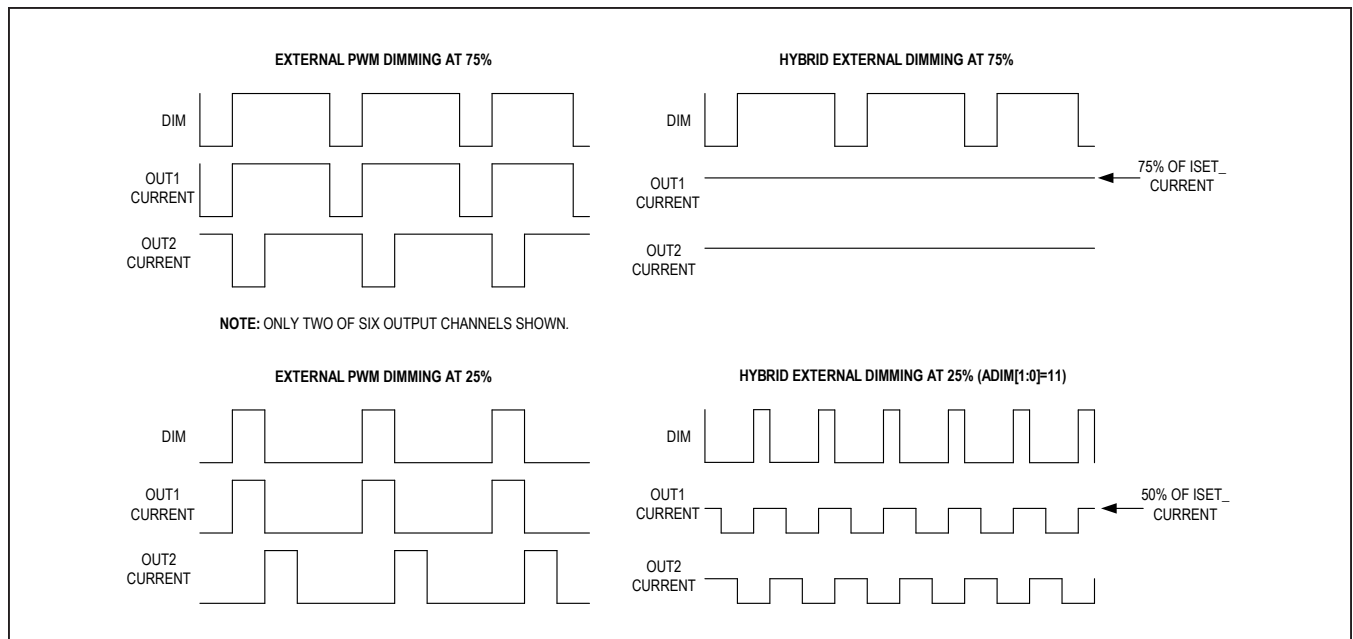 EXTERNAL PWM DIMMING AT 75%
DIM
OUT1
CURRENT
OUT2
CURRENT
NOTE: ONLY TWO OF SIX OUTPUT CHANNELS SHOWN.
HYBRID EXTERNAL DIMMING AT 75%
DIM
OUT1
CURRENT
75% OF ISET_
CURRENT
OUT2
CURRENT
EXTERNAL PWM DIMMING AT 25%
DIM
OUT1
CURRENT
OUT2
CURRENT
HYBRID EXTERNAL DIMMING AT 25% (ADIM[1:0]=11)
DIM
OUT1
CURRENT
50% OF ISET_
CURRENT
OUT2
CURRENT